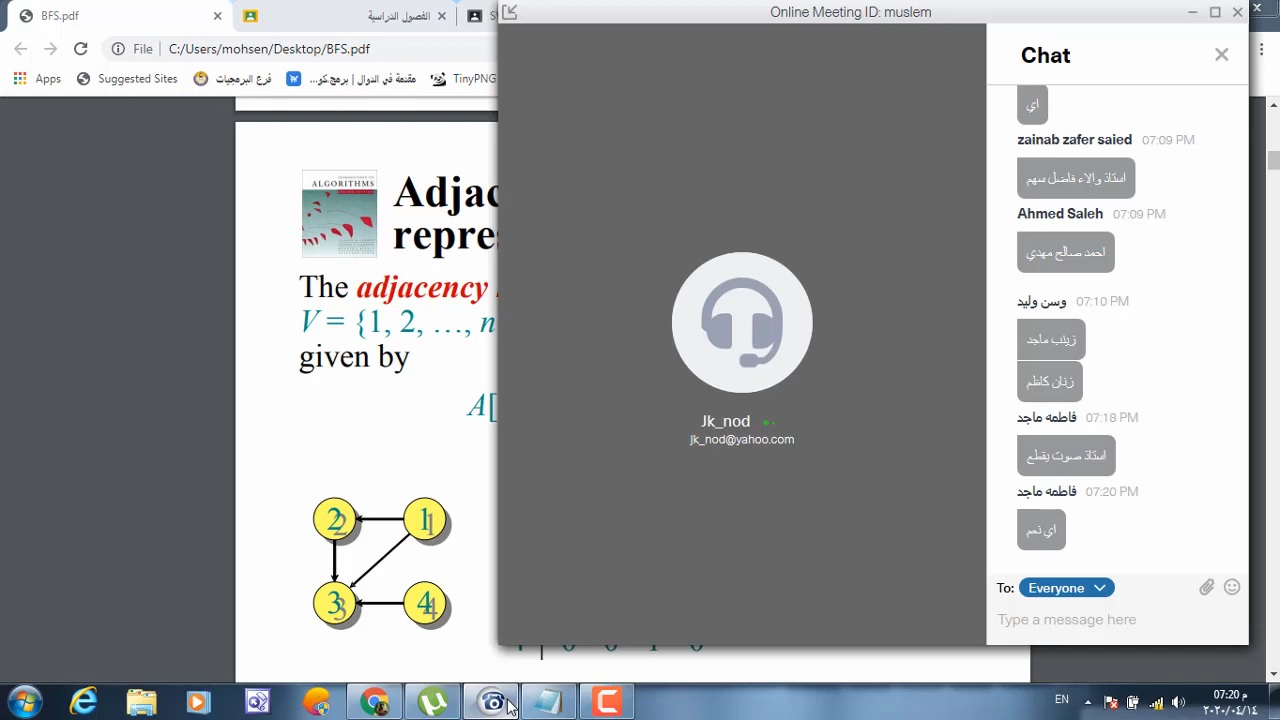 BFS.pdf
الفصول الدراسية
Online Meeting ID: muslem
File
C:/Users/mohsen/Desktop/BFS.pdf
Apps
Suggested Sites
فرع البرمجيات
مقدمة في الدوال | برمج.كو...
TinyPNG
Chat
اي
zainab zafer saied 07:09 PM
استاذ والاء فاضل سهم
Ahmed Saleh 07:09 PM
احمد صالح مهدي
وسن وليد 07:10 PM
زينب ماجد
زنان كاظم
فاطمه ماجد 07:18 PM
استاذ صوت يقطع
فاطمه ماجد 07:20 PM
اي نعم
To: Everyone
Type a message here
Jk_nod
jk_nod@yahoo.com
ALGORITHMS
Adjac
repres
The adjacency
V = {1, 2, …, n
given by
A[
2 1
3 4
EN
07:20 م
٢٠٢٠/٠٤/١٤